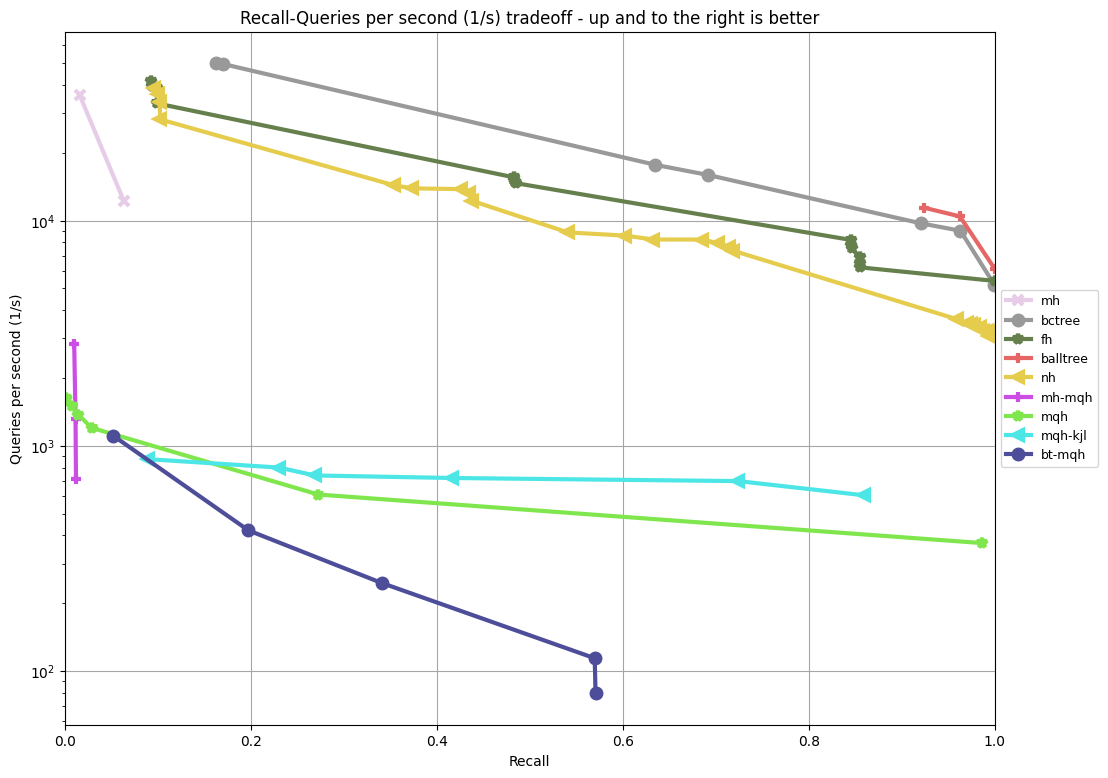 Recall-Queries per second (1/s) tradeoff - up and to the right is better
Queries per second (1/s)
10^4
10^3
10^2
0.0 0.2 0.4 0.6 0.8 1.0
Recall
mh
bctree
fh
balltree
nh
mh-mqh
mqh
mqh-kjl
bt-mqh